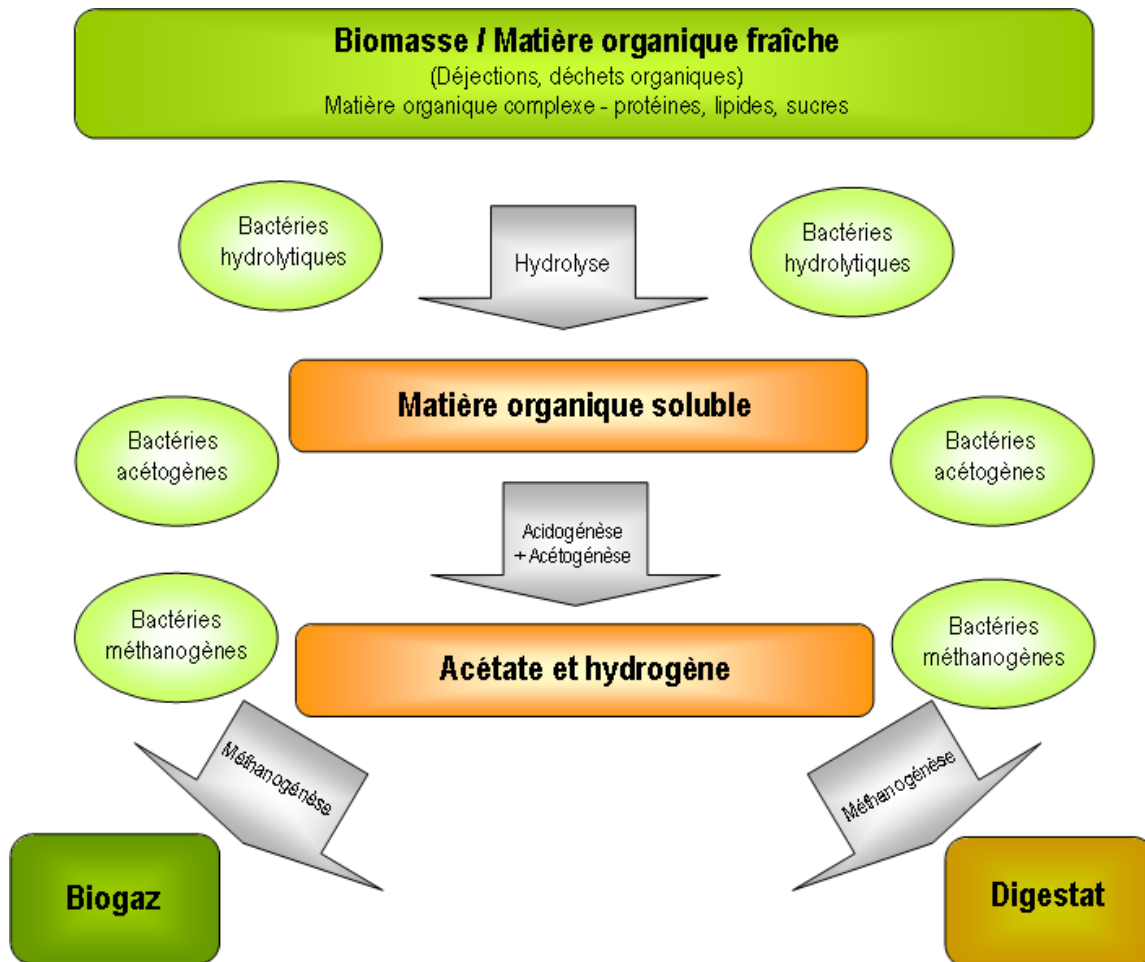 Biomasse / Matière organique fraîche
(Déjections, déchets organiques)
Matière organique complexe - protéines, lipides, sucres
Bactéries
hydrolytiques
Hydrolyse
Bactéries
hydrolytiques
Matière organique soluble
Bactéries
acétogènes
Bactéries
acétogènes
Acidogénèse
+ Acétogénèse
Bactéries
méthanogènes
Bactéries
méthanogènes
Acétate et hydrogène
Méthanogénèse
Méthanogénèse
Biogaz
Digestat